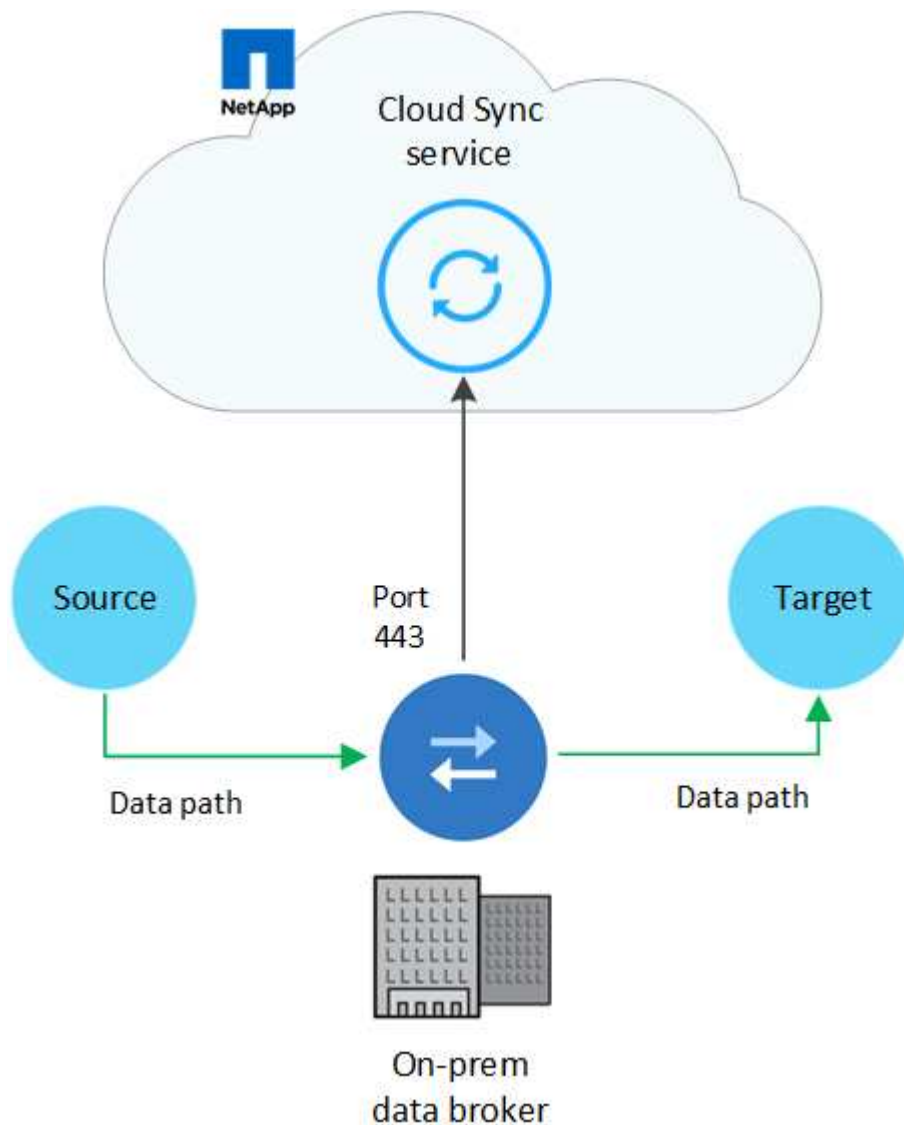 NetApp
Cloud Sync
service
Source
Port
443
Target
Data path
Data path
On-prem
data broker